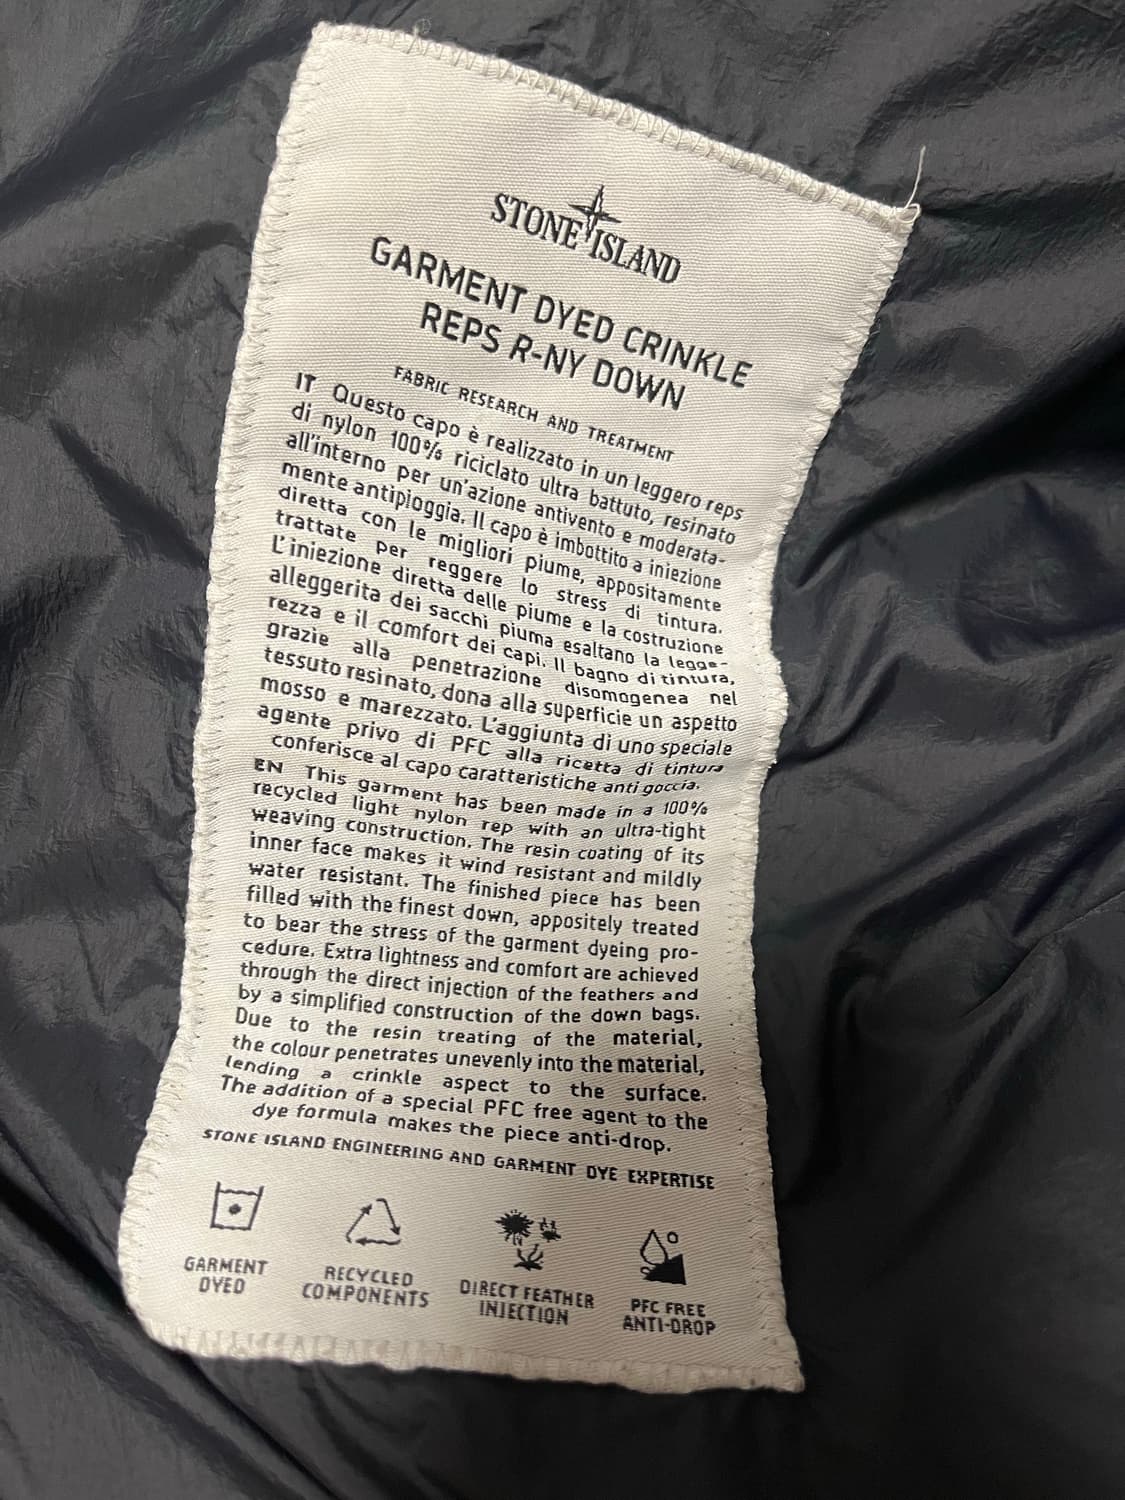 STONE ISLAND
GARMENT DYED CRINKLE
REPS R-NY DOWN
FABRIC RESEARCH AND TREATMENT
IT Questo capo è realizzato in un leggero reps
di nylon 100% riciclato ultra battuto, resinato
all'interno per un'azione antivento e moderata-
mente antipioggia. Il capo è imbottito a iniezione
diretta con le migliori piume, appositamente
trattate per reggere lo stress di tintura.
L'iniezione diretta delle piume e la costruzione
alleggerita dei sacchi piuma esaltano la legge-
rezza e il comfort dei capi. Il bagno di tintura,
grazie alla penetrazione disomogenea nel
tessuto resinato, dona alla superficie un aspetto
mosso e marezzato. L'aggiunta di uno speciale
agente privo di PFC alla ricetta di tintura
conferisce al capo caratteristiche anti goccia.
EN This garment has been made in a 100%
recycled light nylon rep with an ultra-tight
weaving construction. The resin coating of its
inner face makes it wind resistant and mildly
water resistant. The finished piece has been
filled with the finest down, appositely treated
to bear the stress of the garment dyeing pro-
cedure. Extra lightness and comfort are achieved
through the direct injection of the feathers and
by a simplified construction of the down bags.
Due to the resin treating of the material,
the colour penetrates unevenly into the material,
lending a crinkle aspect to the surface.
The addition of a special PFC free agent to the
dye formula makes the piece anti-drop.
STONE ISLAND ENGINEERING AND GARMENT DYE EXPERTISE
GARMENT
DYED
RECYCLED
COMPONENTS
DIRECT FEATHER
INJECTION
PFC FREE
ANTI-DROP